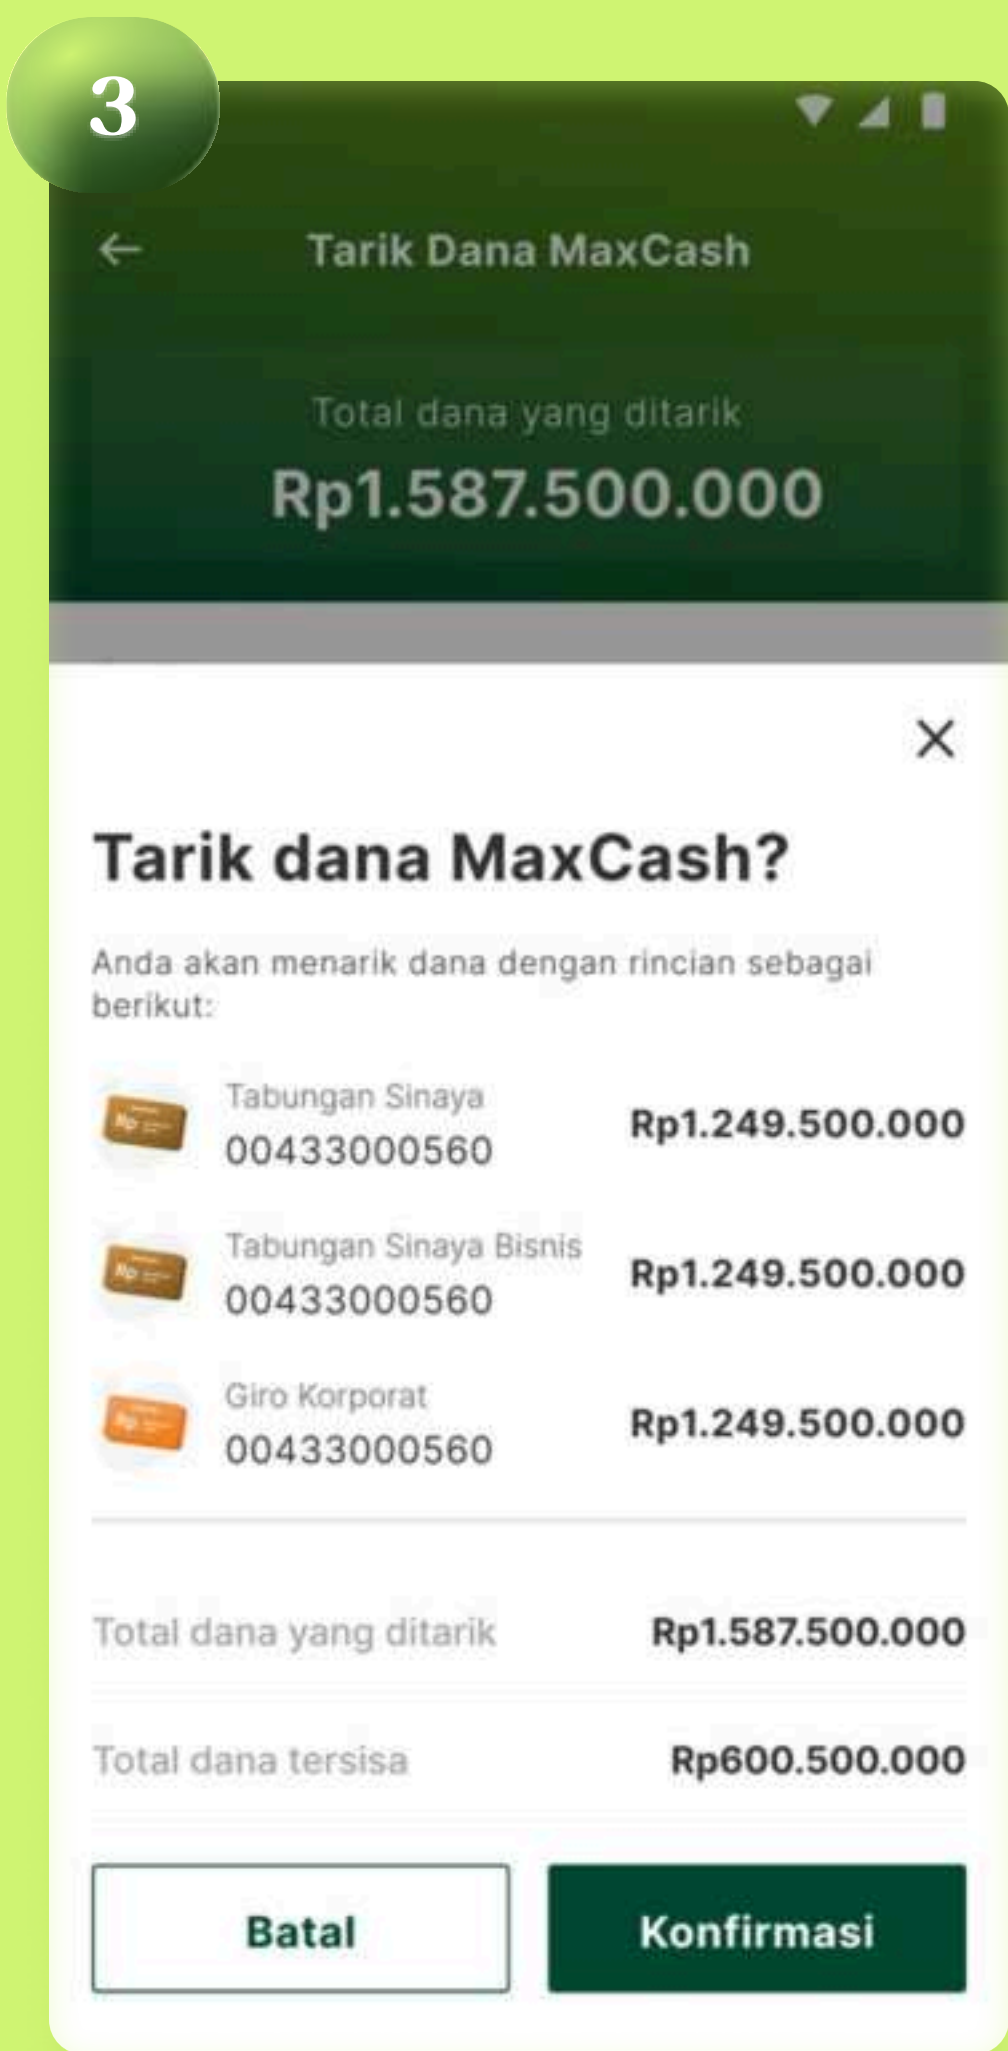 3
Tarik Dana MaxCash
Total dana yang ditarik
Rp1.587.500.000
Tarik dana MaxCash?
Anda akan menarik dana dengan rincian sebagai
berikut:
Tabungan Sinaya
00433000560
Rp1.249.500.000
Tabungan Sinaya Bisnis
00433000560
Rp1.249.500.000
Giro Korporat
00433000560
Rp1.249.500.000
Total dana yang ditarik Rp1.587.500.000
Total dana tersisa Rp600.500.000
Batal Konfirmasi